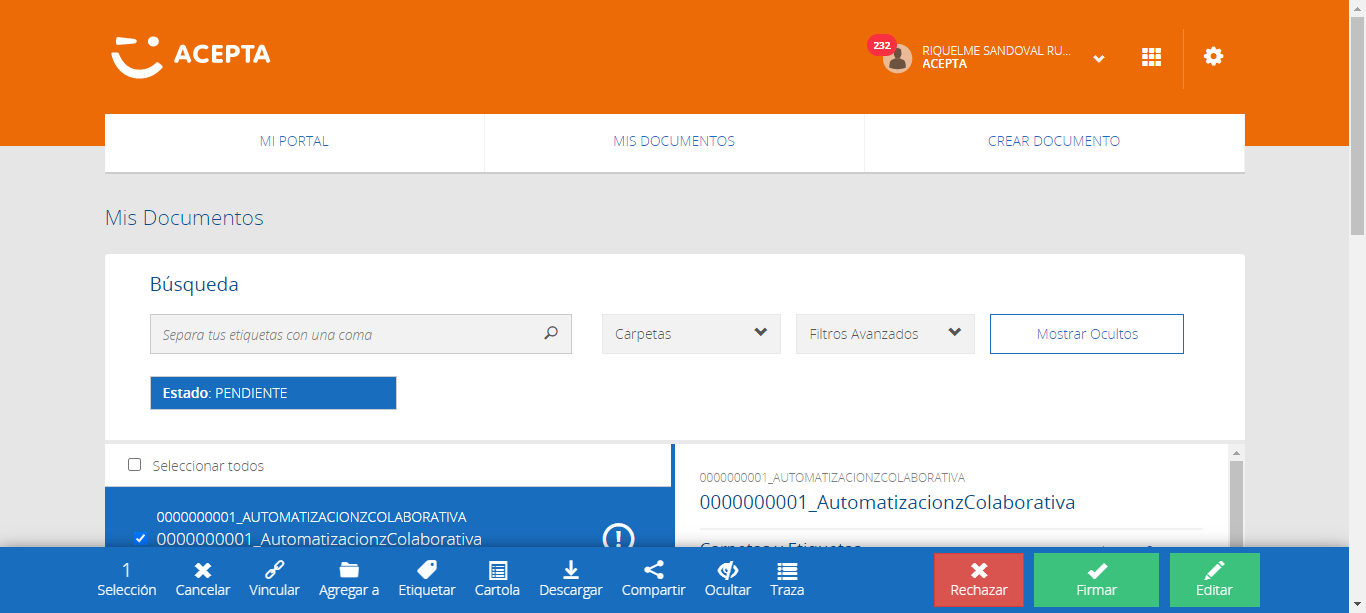 ACEPTA
232
RIQUELME SANDOVAL RU...
ACEPTA
MI PORTAL
MIS DOCUMENTOS
CREAR DOCUMENTO
Mis Documentos
Búsqueda
Separa tus etiquetas con una coma
Carpetas
Filtros Avanzados
Mostrar Ocultos
Estado: PENDIENTE
Seleccionar todos
0000000001_AUTOMATIZACIONZCOLABORATIVA
0000000001_AutomatizacionzColaborativa
0000000001_AUTOMATIZACIONZCOLABORATIVA
0000000001_AutomatizacionzColaborativa
Carpetas y Etiquetas
1
Selección
Cancelar
Vincular
Agregar a
Etiquetar
Cartola
Descargar
Compartir
Ocultar
Traza
Rechazar
Firmar
Editar